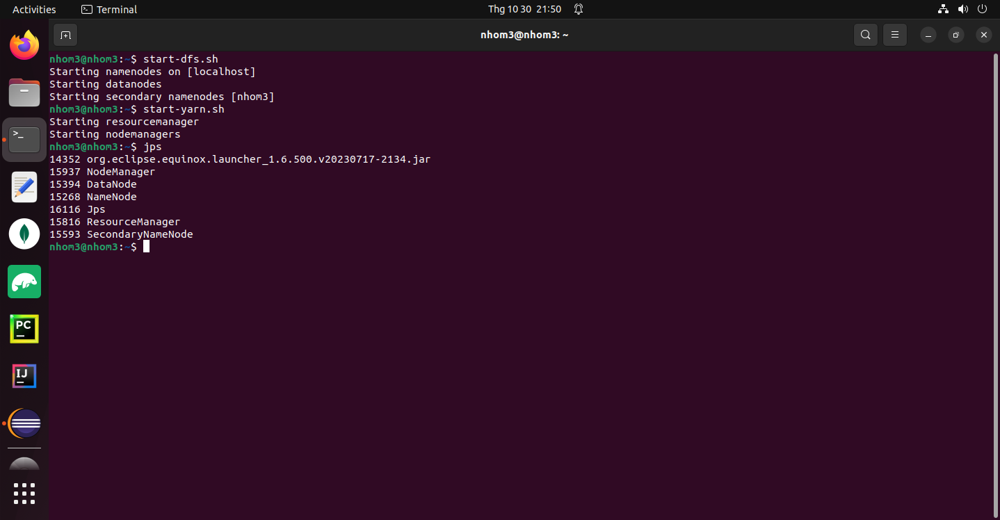 Activities
Terminal
Thg 10 30 21:50
nhom3@nhom3: ~
nhom3@nhom3:~$ start-dfs.sh
Starting namenodes on [localhost]
Starting datanodes
Starting secondary namenodes [nhom3]
nhom3@nhom3:~$ start-yarn.sh
Starting resourcemanager
Starting nodemanagers
nhom3@nhom3:~$ jps
14352 org.eclipse.equinox.launcher_1.6.500.v20230717-2134.jar
15937 NodeManager
15394 DataNode
15268 NameNode
16116 Jps
15816 ResourceManager
15593 SecondaryNameNode
nhom3@nhom3:~$
>_
PC
IJ